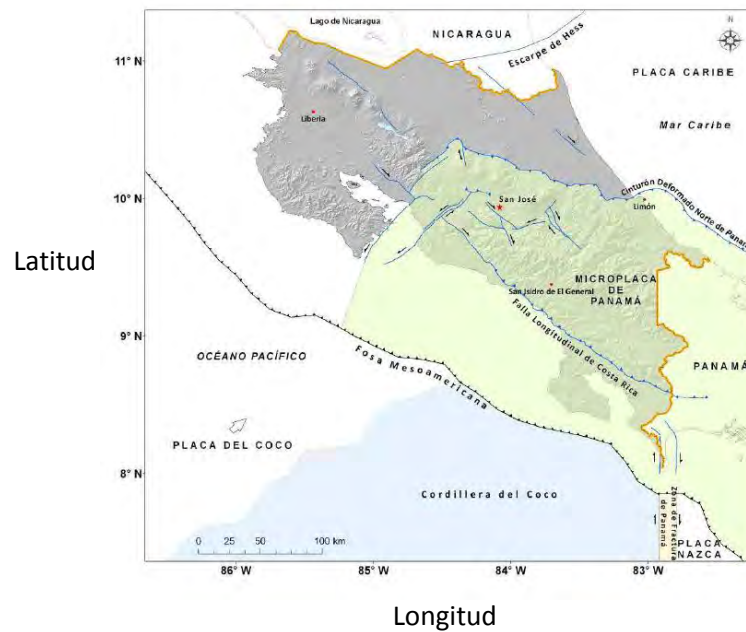 Lago de Nicaragua
NICARAGUA
Escarpe de Hess
N
11° N
PLACA CARIBE
Liberia
Mar Caribe
10° N
San José
Limón
Cinturón Deformado Norte de Panamá
Latitud
MICROPLACA
DE
PANAMÁ
San Isidro de El General
Falla Longitudinal de Costa Rica
9° N
OCÉANO PACÍFICO
Fosa Mesoamericana
PANAMÁ
PLACA DEL COCO
8° N
Cordillera del Coco
Zona de Fractura
de Panamá
PLACA
NAZCA
0 25 50 100 km
86° W
85° W
84° W
83° W
Longitud